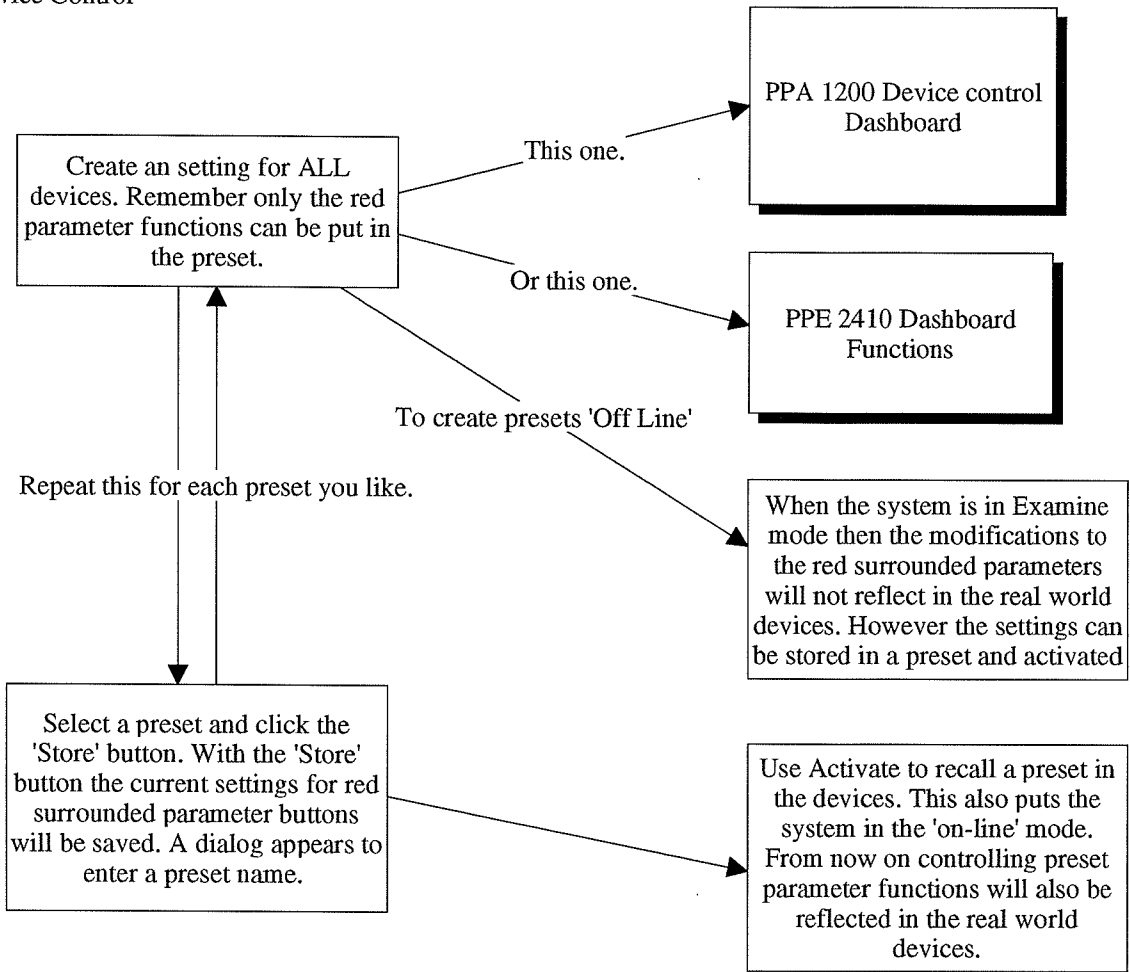 PPA 1200 Device control
Dashboard
This one.
Create an setting for ALL
devices. Remember only the red
parameter functions can be put in
the preset.
Or this one.
PPE 2410 Dashboard
Functions
To create presets 'Off Line'
Repeat this for each preset you like.
When the system is in Examine
mode then the modifications to
the red surrounded parameters
will not reflect in the real world
devices. However the settings can
be stored in a preset and activated
Select a preset and click the
'Store' button. With the 'Store'
button the current settings for red
surrounded parameter buttons
will be saved. A dialog appears to
enter a preset name.
Use Activate to recall a preset in
the devices. This also puts the
system in the 'on-line' mode.
From now on controlling preset
parameter functions will also be
reflected in the real world
devices.